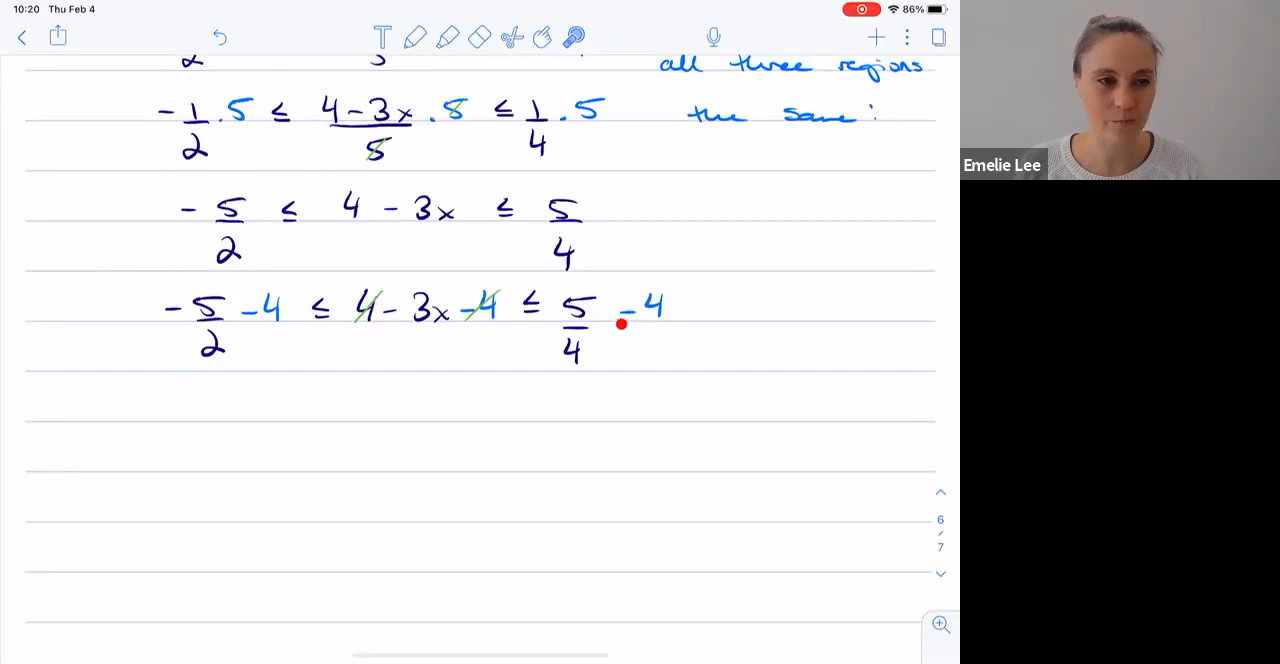 10:20 Thu Feb 4 86%
T
2 5 all three regions
-1/2 . 5 ≤ (4-3x)/5 . 5 ≤ 1/4 . 5 the same:
-5/2 ≤ 4 - 3x ≤ 5/4
-5/2 -4 ≤ 4 - 3x -4 ≤ 5/4 -4
Emelie Lee
6
/
7